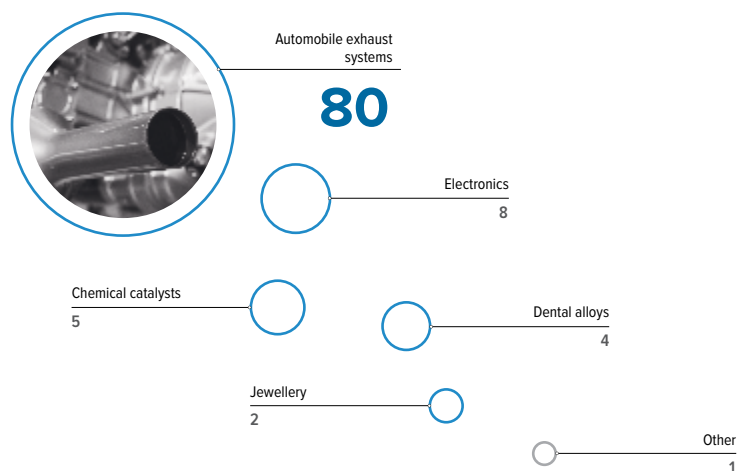 Automobile exhaust
systems
80
Electronics
8
Chemical catalysts
5
Dental alloys
4
Jewellery
2
Other
1